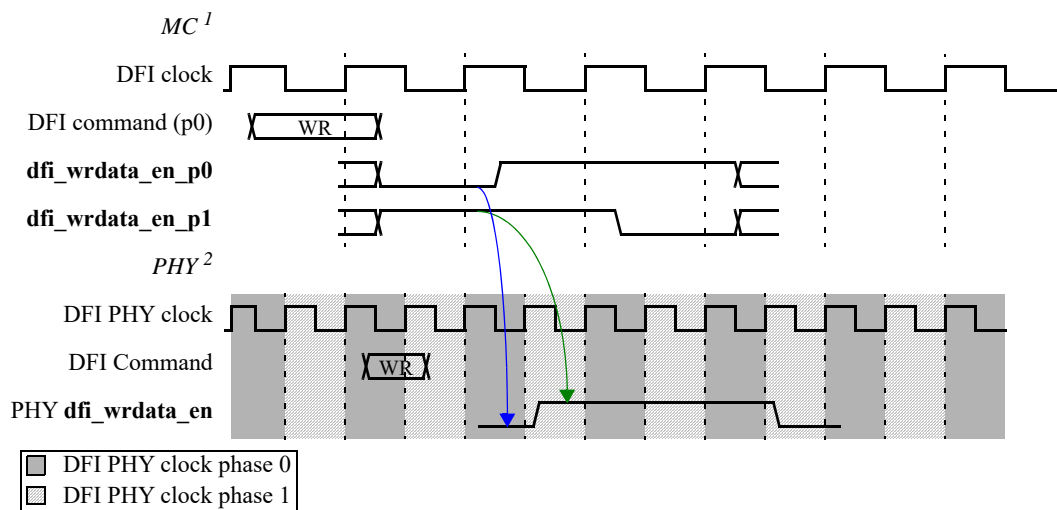 MC 1
DFI clock
DFI command (p0)
WR
dfi_wrdata_en_p0
dfi_wrdata_en_p1
PHY 2
DFI PHY clock
DFI Command
WR
PHY dfi_wrdata_en
DFI PHY clock phase 0
DFI PHY clock phase 1